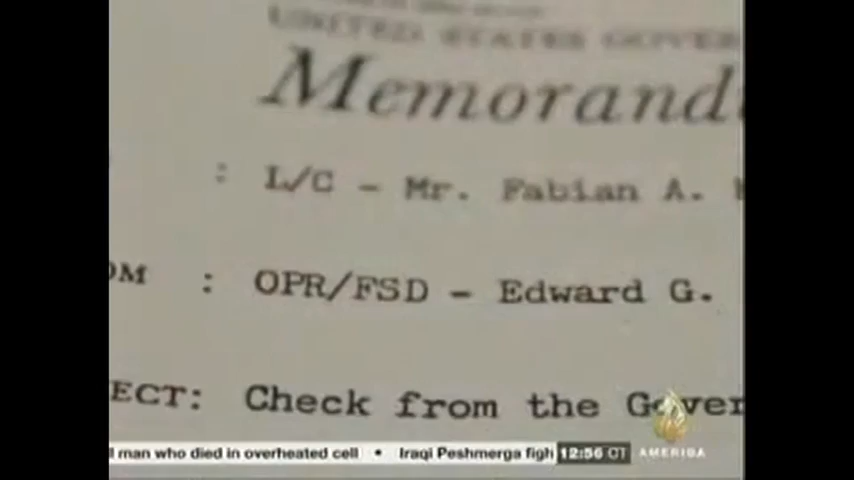 UNITED STATES GOVER
Memorand
: L/C - Mr. Fabian A.
OM : OPR/FSD - Edward G.
ECT: Check from the Gover
l man who died in overheated cell • Iraqi Peshmerga figh 12:56 CT
AMERICA